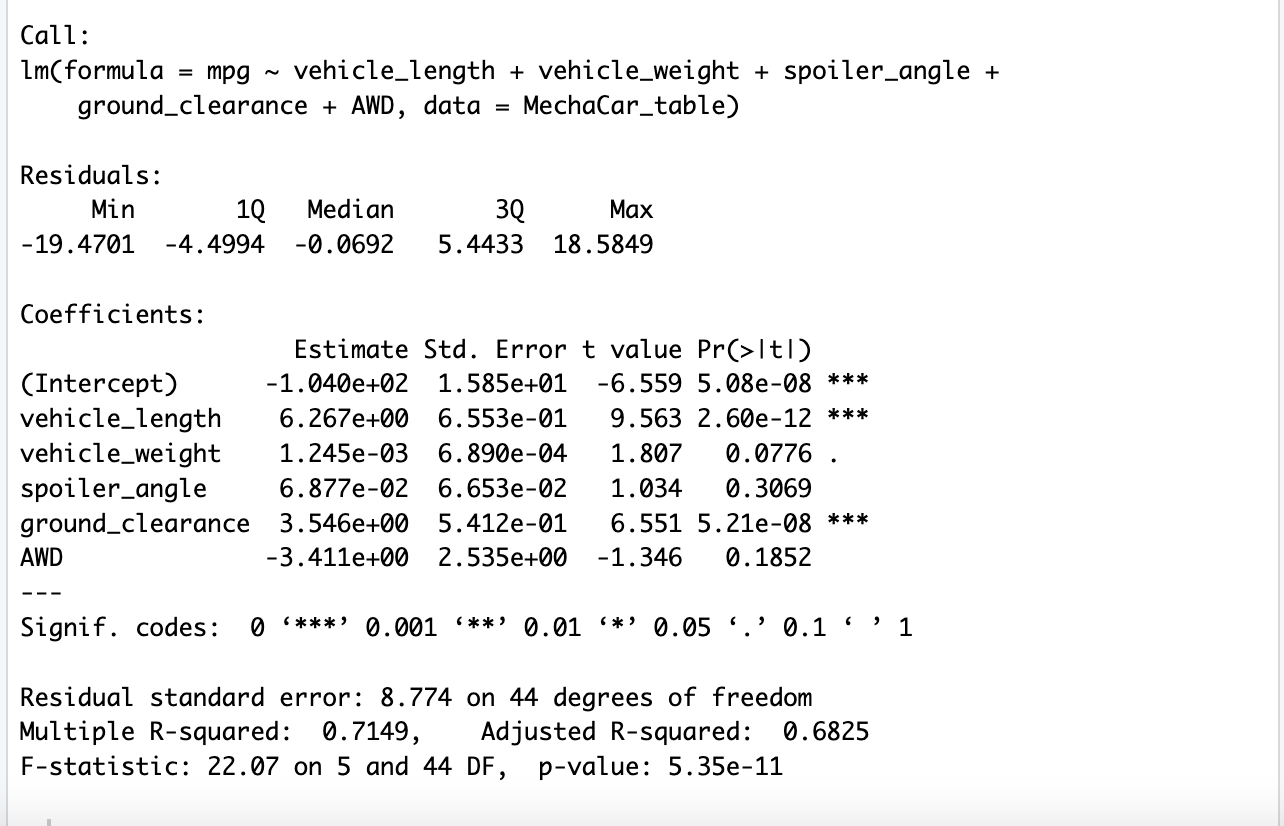 Call:
lm(formula = mpg ~ vehicle_length + vehicle_weight + spoiler_angle +
    ground_clearance + AWD, data = MechaCar_table)

Residuals:
     Min       1Q   Median       3Q      Max
-19.4701  -4.4994  -0.0692   5.4433  18.5849

Coefficients:
                   Estimate Std. Error t value Pr(>|t|)
(Intercept)      -1.040e+02  1.585e+01  -6.559 5.08e-08 ***
vehicle_length    6.267e+00  6.553e-01   9.563 2.60e-12 ***
vehicle_weight    1.245e-03  6.890e-04   1.807   0.0776 .
spoiler_angle     6.877e-02  6.653e-02   1.034   0.3069
ground_clearance  3.546e+00  5.412e-01   6.551 5.21e-08 ***
AWD              -3.411e+00  2.535e+00  -1.346   0.1852
---
Signif. codes:  0 ‘***’ 0.001 ‘**’ 0.01 ‘*’ 0.05 ‘.’ 0.1 ‘ ’ 1

Residual standard error: 8.774 on 44 degrees of freedom
Multiple R-squared:  0.7149,    Adjusted R-squared:  0.6825
F-statistic: 22.07 on 5 and 44 DF,  p-value: 5.35e-11